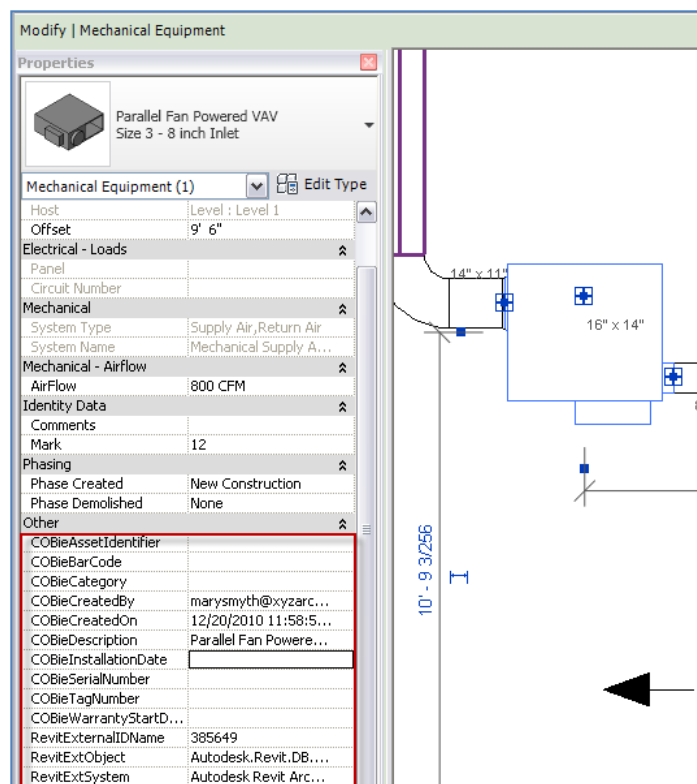 Modify | Mechanical Equipment
Properties
Parallel Fan Powered VAV
Size 3 - 8 inch Inlet
Mechanical Equipment (1)
Edit Type
Host Level : Level 1
Offset 9' 6"
Electrical - Loads
Panel
Circuit Number
Mechanical
System Type Supply Air,Return Air
System Name Mechanical Supply A...
Mechanical - Airflow
AirFlow 800 CFM
Identity Data
Comments
Mark 12
Phasing
Phase Created New Construction
Phase Demolished None
Other
COBieAssetIdentifier
COBieBarCode
COBieCategory
COBieCreatedBy marysmyth@xyzarc...
COBieCreatedOn 12/20/2010 11:58:5...
COBieDescription Parallel Fan Powere...
COBieInstallationDate
COBieSerialNumber
COBieTagNumber
COBieWarrantyStartD...
RevitExternalIDName 385649
RevitExtObject Autodesk.Revit.DB....
RevitExtSystem Autodesk Revit Arc...
14" x 11"
16" x 14"
10' - 9 3/256